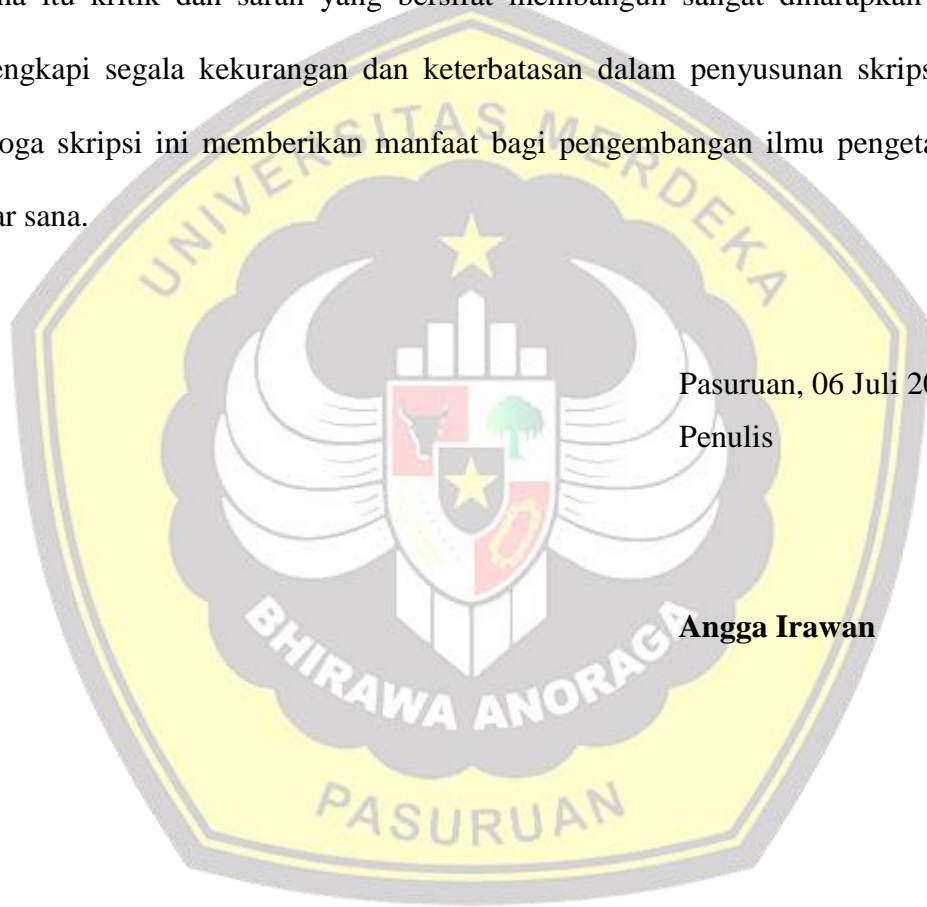 na itu kritik dan saran yang bersifat membangun sangat diharapkan
engkapi segala kekurangan dan keterbatasan dalam penyusunan skrips
oga skripsi ini memberikan manfaat bagi pengembangan ilmu pengeta
ar sana.
UNIVERSITAS MERDEKA
Pasuruan, 06 Juli 20
Penulis
Angga Irawan
BHIRAWA ANORAGA
PASURUAN